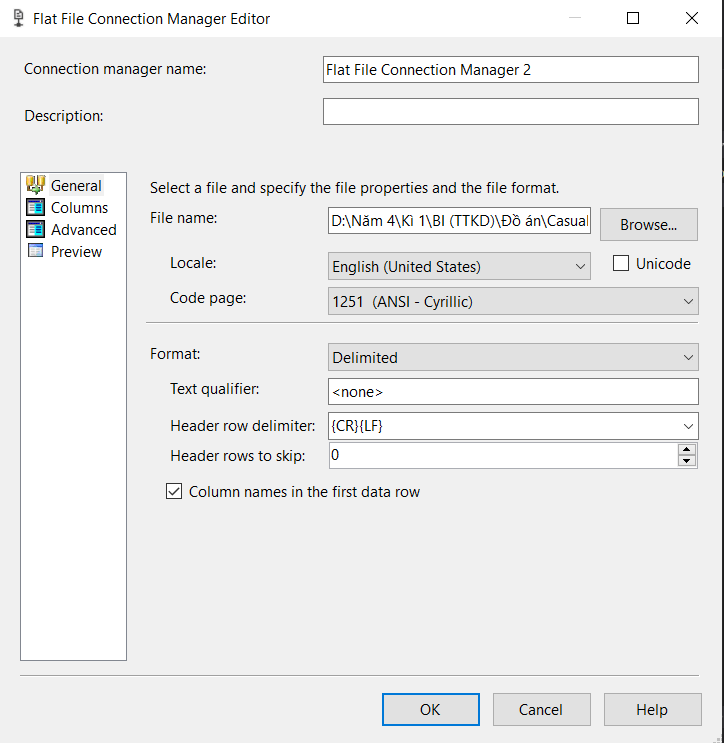 Flat File Connection Manager Editor
Connection manager name: Flat File Connection Manager 2
Description:
General
Columns
Advanced
Preview
Select a file and specify the file properties and the file format.
File name: D:\Năm 4\Kì 1\BI (TTKD)\Đồ án\Casual Browse...
Locale: English (United States) Unicode
Code page: 1251 (ANSI - Cyrillic)
Format: Delimited
Text qualifier: <none>
Header row delimiter: {CR}{LF}
Header rows to skip: 0
Column names in the first data row
OK Cancel Help